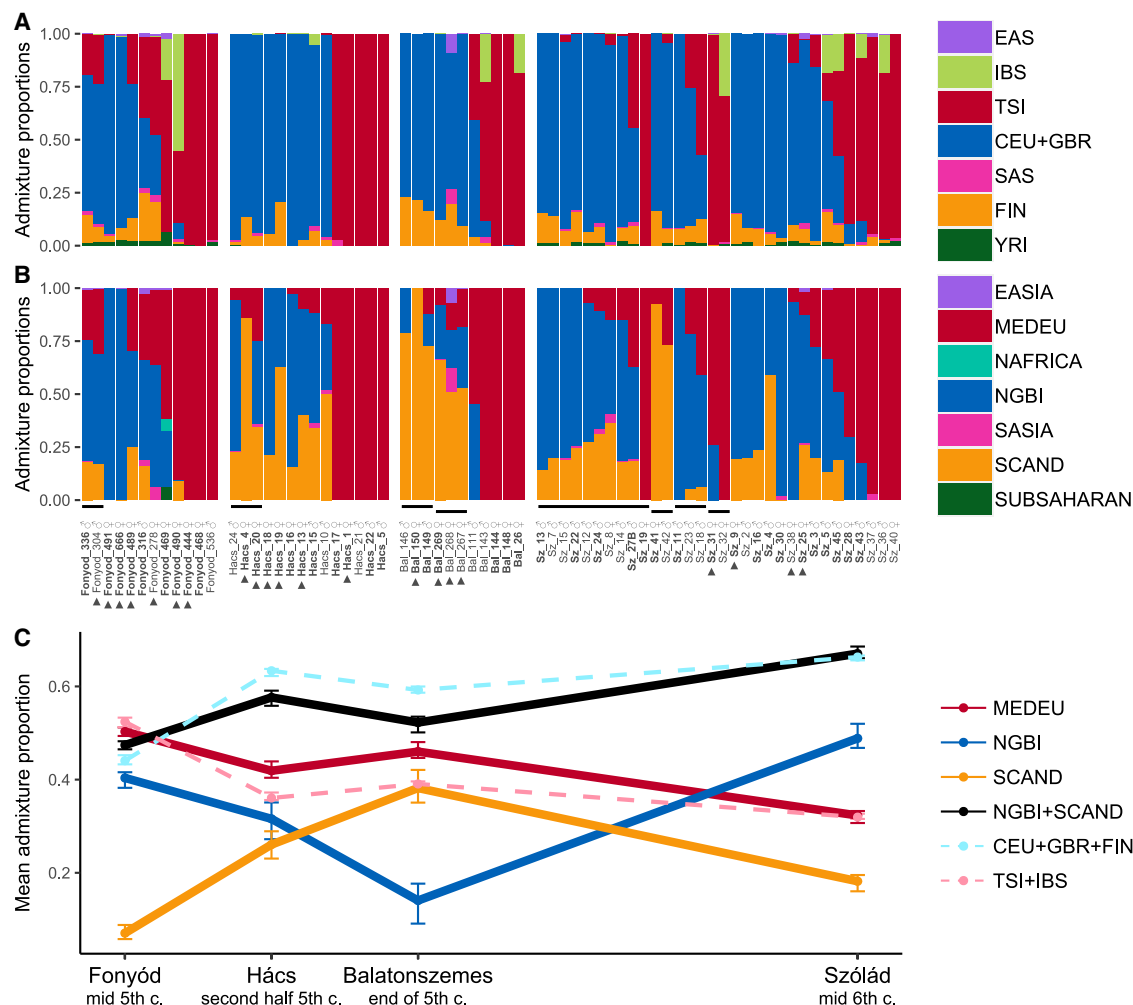 A
Admixture proportions
1.00
0.75
0.50
0.25
0.00
EAS
IBS
TSI
CEU+GBR
SAS
FIN
YRI
B
Admixture proportions
1.00
0.75
0.50
0.25
0.00
EASIA
MEDEU
NAFRICA
NGBI
SASIA
SCAND
SUBSAHARAN
Fonyod_336
Fonyod_304
Fonyod_491
Fonyod_666
Fonyod_489
Fonyod_316
Fonyod_278
Fonyod_469
Fonyod_490
Fonyod_444
Fonyod_468
Fonyod_536
Hacs_24
Hacs_4
Hacs_20
Hacs_18
Hacs_19
Hacs_16
Hacs_13
Hacs_15
Hacs_10
Hacs_17
Hacs_1
Hacs_21
Hacs_22
Hacs_5
Bal_146
Bal_150
Bal_149
Bal_269
Bal_268
Bal_267
Bal_111
Bal_143
Bal_144
Bal_148
Bal_26
Sz_13
Sz_7
Sz_15
Sz_22
Sz_12
Sz_24
Sz_8
Sz_14
Sz_27B
Sz_19
Sz_41
Sz_42
Sz_11
Sz_23
Sz_18
Sz_31
Sz_32
Sz_9
Sz_2
Sz_16
Sz_4
Sz_30
Sz_38
Sz_25
Sz_3
Sz_5
Sz_45
Sz_28
Sz_43
Sz_37
Sz_36
Sz_40
C
Mean admixture proportion
0.6
0.4
0.2
Fonyód
mid 5th c.
Hács
second half 5th c.
Balatonszemes
end of 5th c.
Szólád
mid 6th c.
MEDEU
NGBI
SCAND
NGBI+SCAND
CEU+GBR+FIN
TSI+IBS